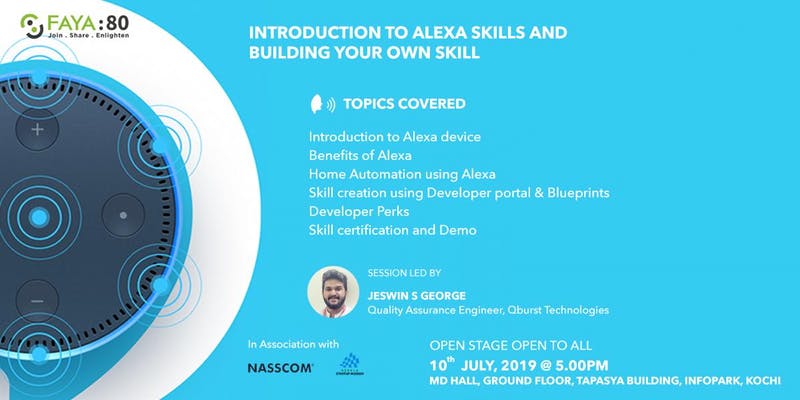 FAYA:80
Join . Share . Enlighten
INTRODUCTION TO ALEXA SKILLS AND
BUILDING YOUR OWN SKILL
TOPICS COVERED
Introduction to Alexa device
Benefits of Alexa
Home Automation using Alexa
Skill creation using Developer portal & Blueprints
Developer Perks
Skill certification and Demo
SESSION LED BY
JESWIN S GEORGE
Quality Assurance Engineer, Qburst Technologies
In Association with
NASSCOM®
KERALA
STARTUP MISSION
OPEN STAGE OPEN TO ALL
10th JULY, 2019 @ 5.00PM
MD HALL, GROUND FLOOR, TAPASYA BUILDING, INFOPARK, KOCHI